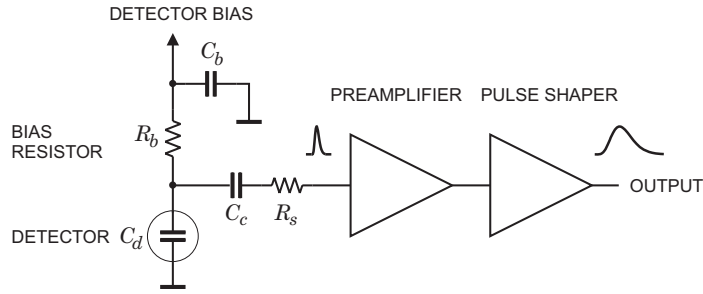 DETECTOR BIAS
C_b
PREAMPLIFIER PULSE SHAPER
BIAS
RESISTOR
R_b
OUTPUT
C_c R_s
DETECTOR C_d